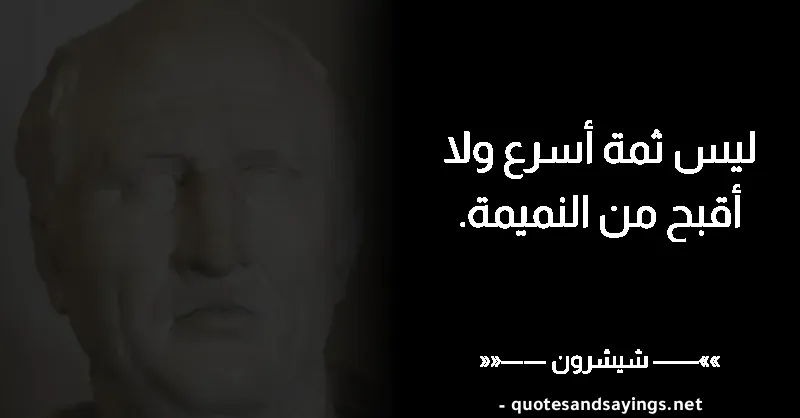 ليس ثمة أسرع ولا
أقبح من النميمة.
»»—— شيشرون ——««
- quotesandsayings.net